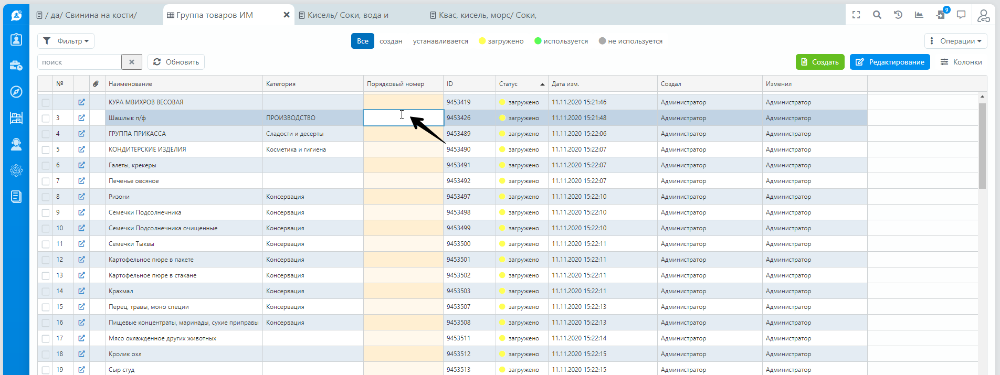 / да/ Свинина на кости/
Группа товаров ИМ
Кисель/ Соки, вода и
Квас, кисель, морс/ Соки,
9
Фильтр
Все создан устанавливается загружено используется не используется
Операции
поиск
Обновить
Создать
Редактирование
Колонки
№ Наименование Категория Порядковый номер ID Статус Дата изм. Создал Изменил
КУРА МВИХРОВ ВЕСОВАЯ 9453419 загружено 11.11.2020 15:21:46 Администратор Администратор
3 Шашлык п/ф ПРОИЗВОДСТВО 9453426 загружено 11.11.2020 15:21:48 Администратор Администратор
4 ГРУППА ПРИКАССА Сладости и десерты 9453489 загружено 11.11.2020 15:22:06 Администратор Администратор
5 КОНДИТЕРСКИЕ ИЗДЕЛИЯ Косметика и гигиена 9453490 загружено 11.11.2020 15:22:07 Администратор Администратор
6 Галеты, крекеры 9453491 загружено 11.11.2020 15:22:07 Администратор Администратор
7 Печенье овсяное 9453492 загружено 11.11.2020 15:22:07 Администратор Администратор
8 Ризони Консервация 9453497 загружено 11.11.2020 15:22:10 Администратор Администратор
9 Семечки Подсолнечника Консервация 9453498 загружено 11.11.2020 15:22:10 Администратор Администратор
10 Семечки Подсолнечника очищенные Консервация 9453499 загружено 11.11.2020 15:22:10 Администратор Администратор
11 Семечки Тыквы Консервация 9453500 загружено 11.11.2020 15:22:11 Администратор Администратор
12 Картофельное пюре в пакете Консервация 9453501 загружено 11.11.2020 15:22:11 Администратор Администратор
13 Картофельное пюре в стакане Консервация 9453502 загружено 11.11.2020 15:22:11 Администратор Администратор
14 Крахмал Консервация 9453503 загружено 11.11.2020 15:22:11 Администратор Администратор
15 Перец, травы, моно специи Консервация 9453507 загружено 11.11.2020 15:22:13 Администратор Администратор
16 Пищевые концентраты, маринады, сухие приправы Консервация 9453508 загружено 11.11.2020 15:22:13 Администратор Администратор
17 Мясо охлажденное других животных 9453511 загружено 11.11.2020 15:22:14 Администратор Администратор
18 Кролик охл 9453512 загружено 11.11.2020 15:22:15 Администратор Администратор
19 Сыр студ 9453513 загружено 11.11.2020 15:22:15 Администратор Администратор